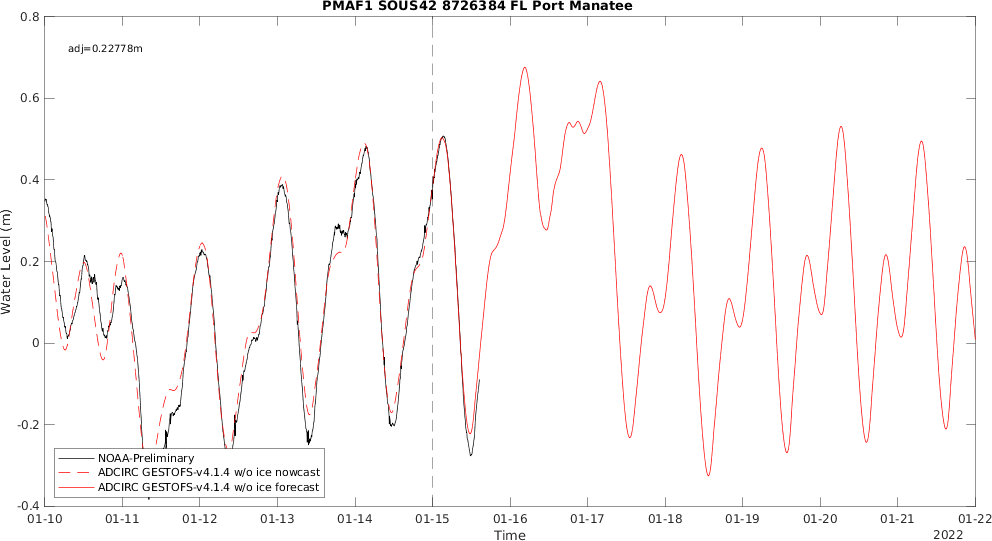 PMAF1 SOUS42 8726384 FL Port Manatee
0.8
adj=0.22778m
0.6
0.4
0.2
0
-0.2
-0.4
Water Level (m)
NOAA-Preliminary
ADCIRC GESTOFS-v4.1.4 w/o ice nowcast
ADCIRC GESTOFS-v4.1.4 w/o ice forecast
01-10 01-11 01-12 01-13 01-14 01-15 01-16 01-17 01-18 01-19 01-20 01-21 01-22
Time
2022